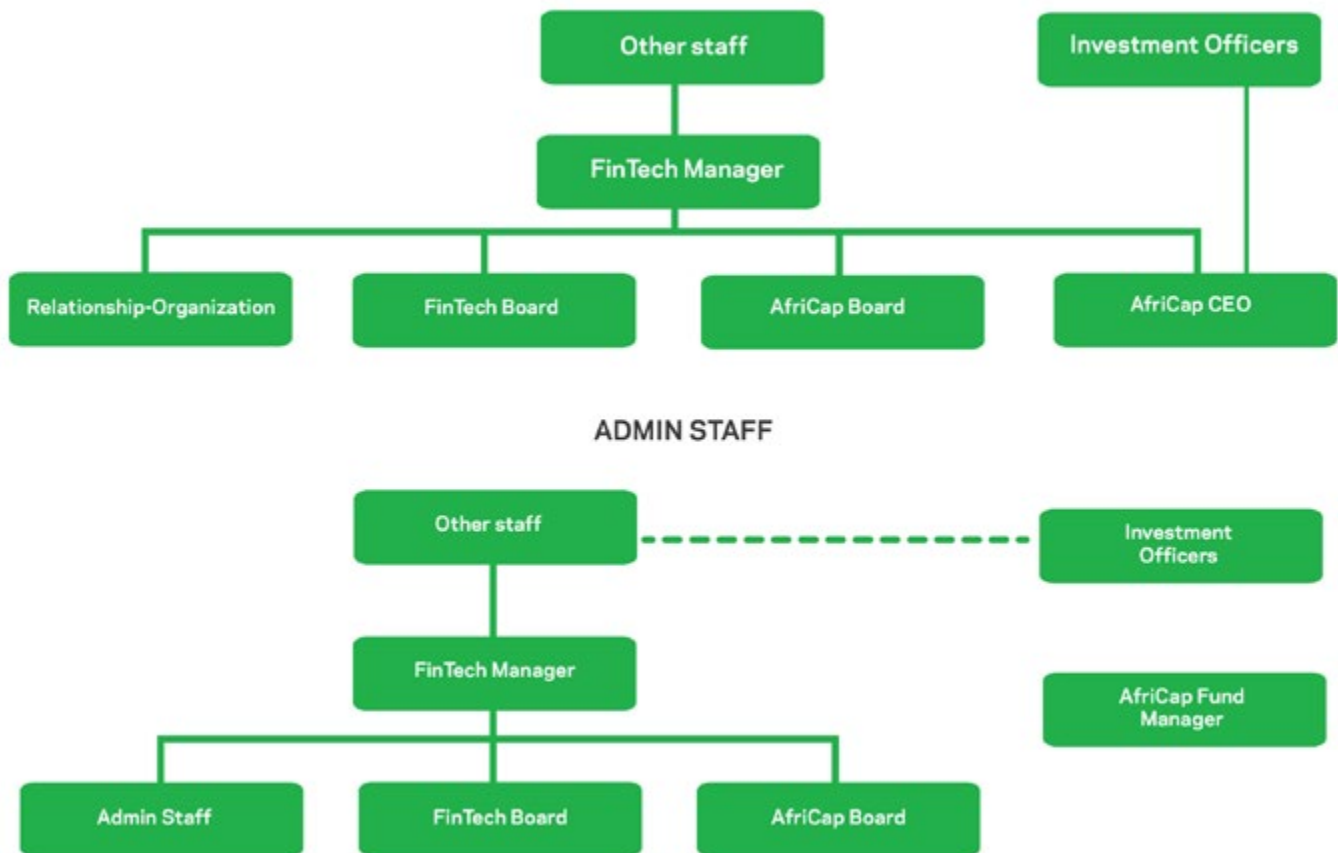 Other staff
Investment Officers
FinTech Manager
Relationship-Organization
FinTech Board
AfriCap Board
AfriCap CEO
ADMIN STAFF
Other staff
Investment
Officers
FinTech Manager
AfriCap Fund
Manager
Admin Staff
FinTech Board
AfriCap Board